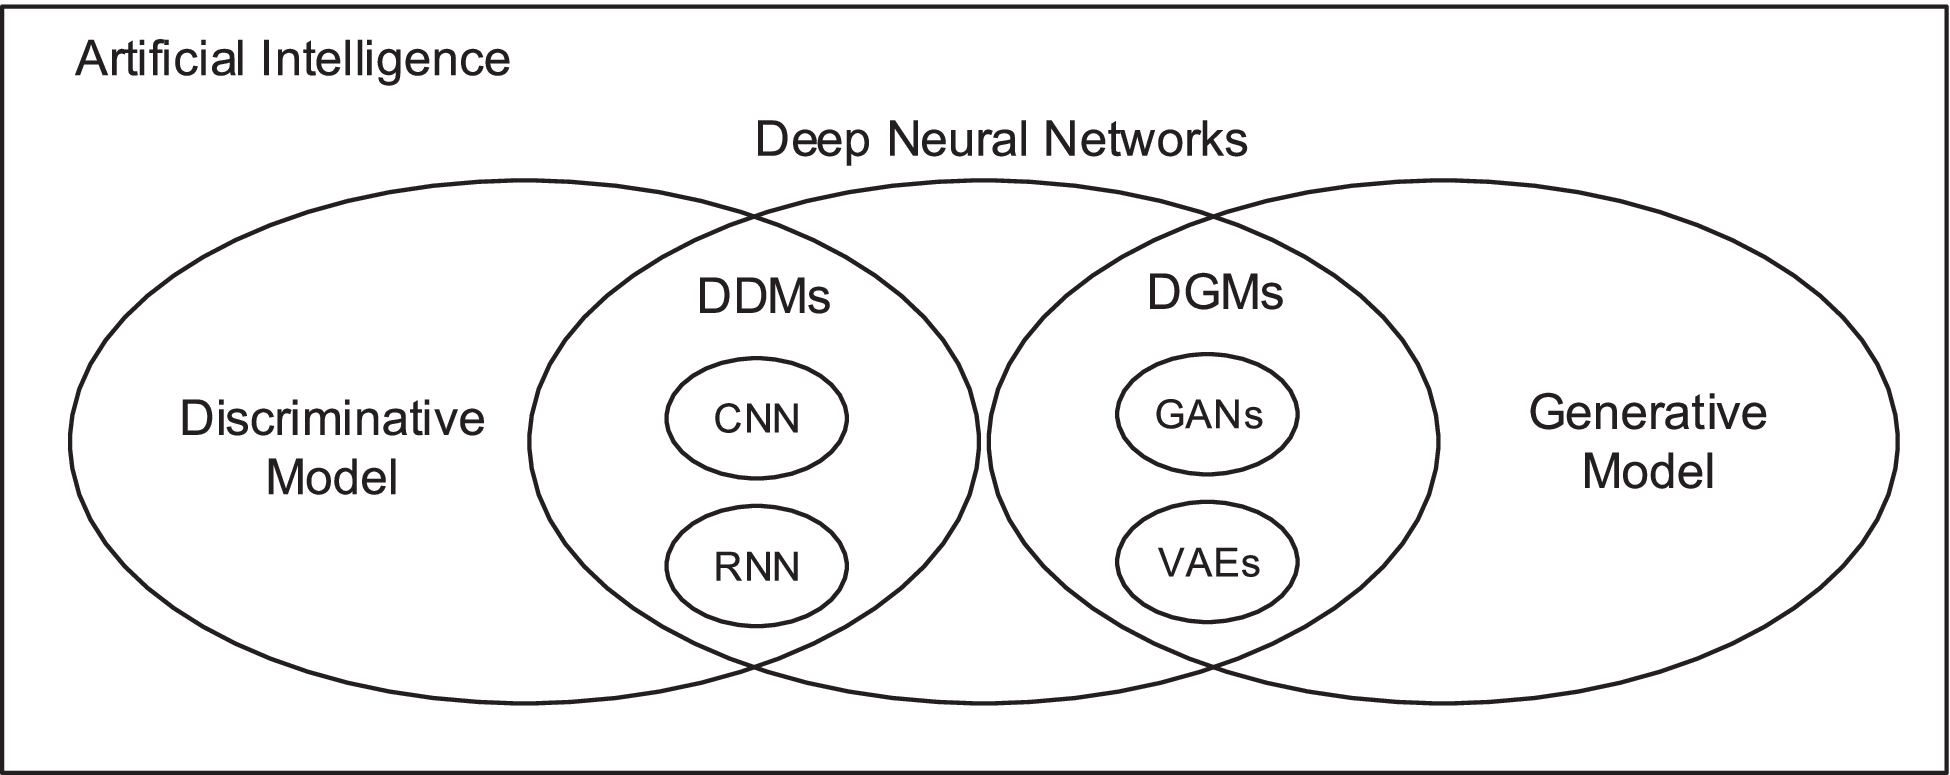 Artificial Intelligence
Deep Neural Networks
DDMs
DGMs
CNN
GANs
Discriminative
Model
Generative
Model
RNN
VAEs